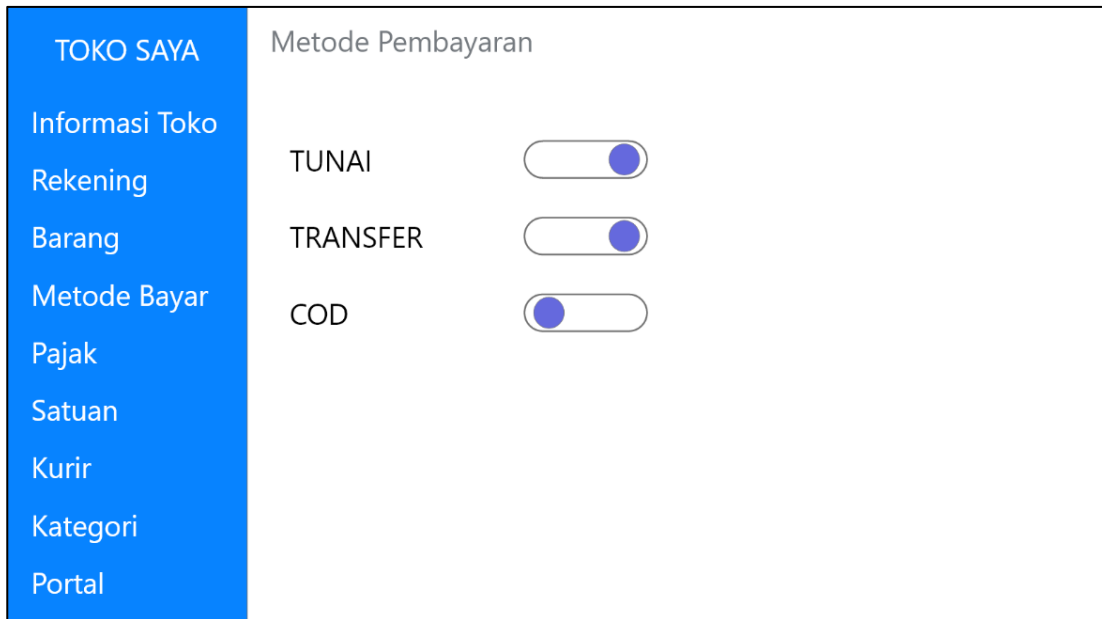 TOKO SAYA
Informasi Toko
Rekening
Barang
Metode Bayar
Pajak
Satuan
Kurir
Kategori
Portal
Metode Pembayaran
TUNAI
TRANSFER
COD